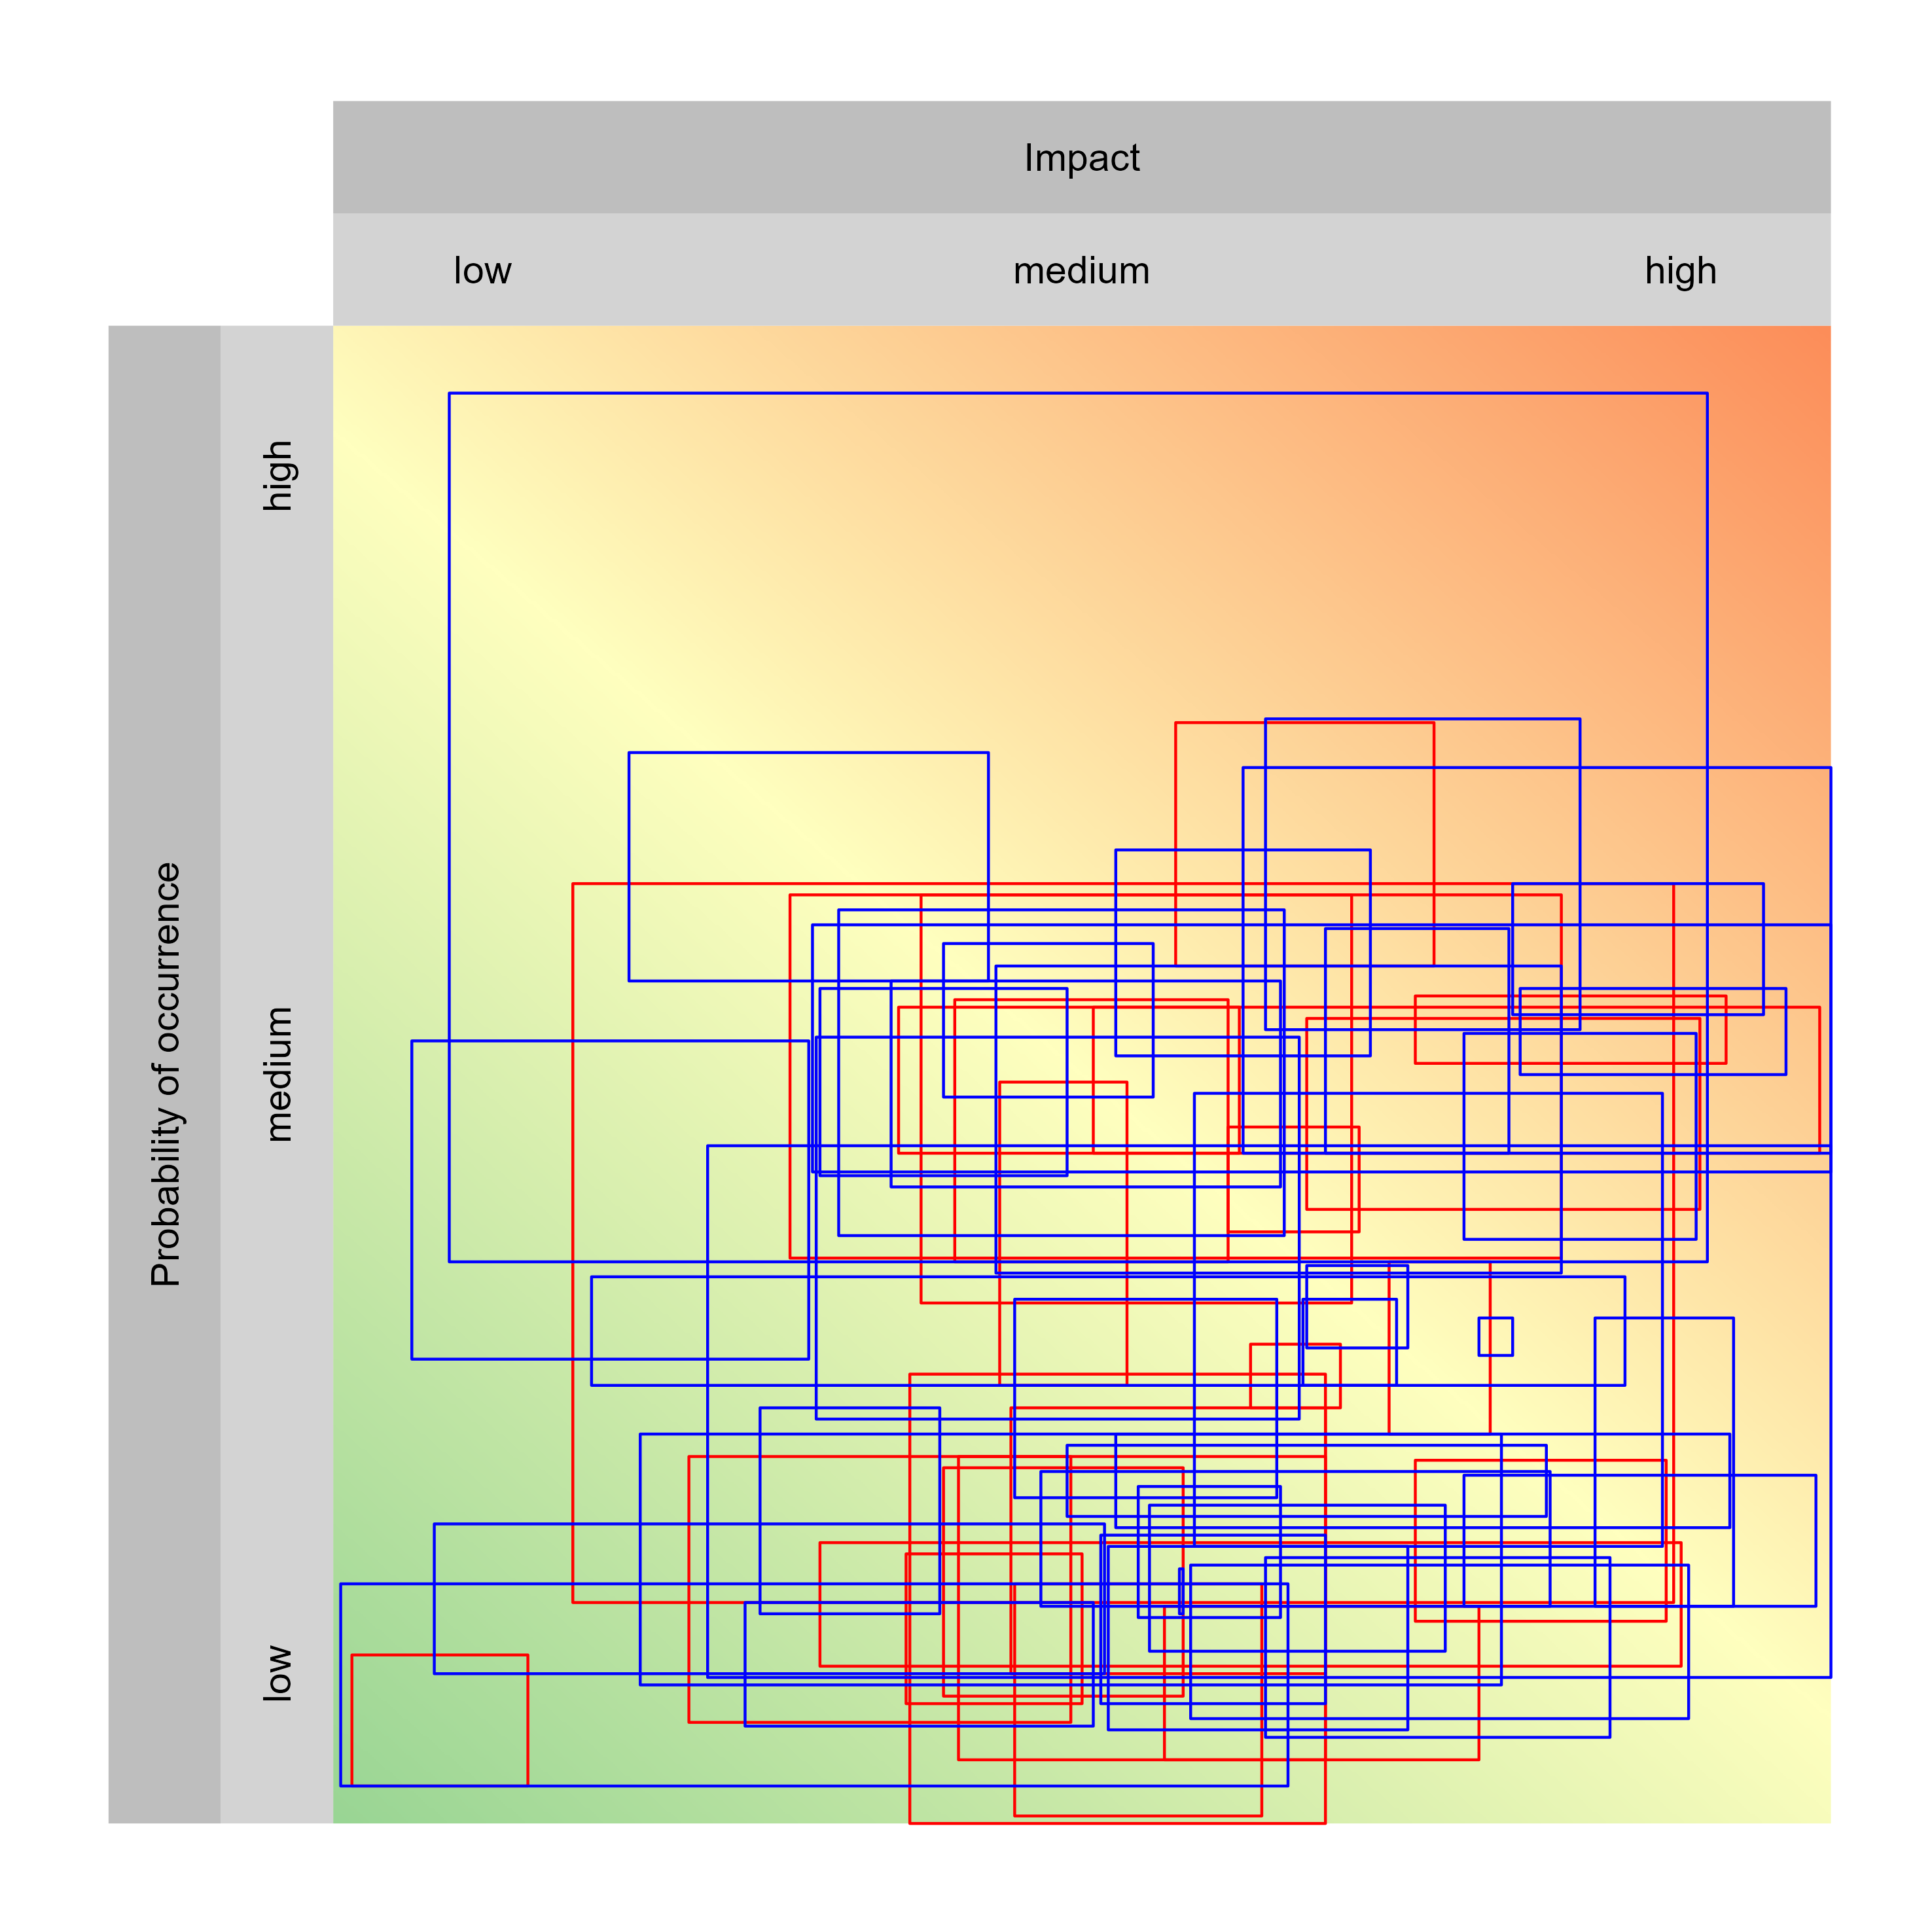 Impact
low
medium
high
Probability of occurrence
high
medium
low